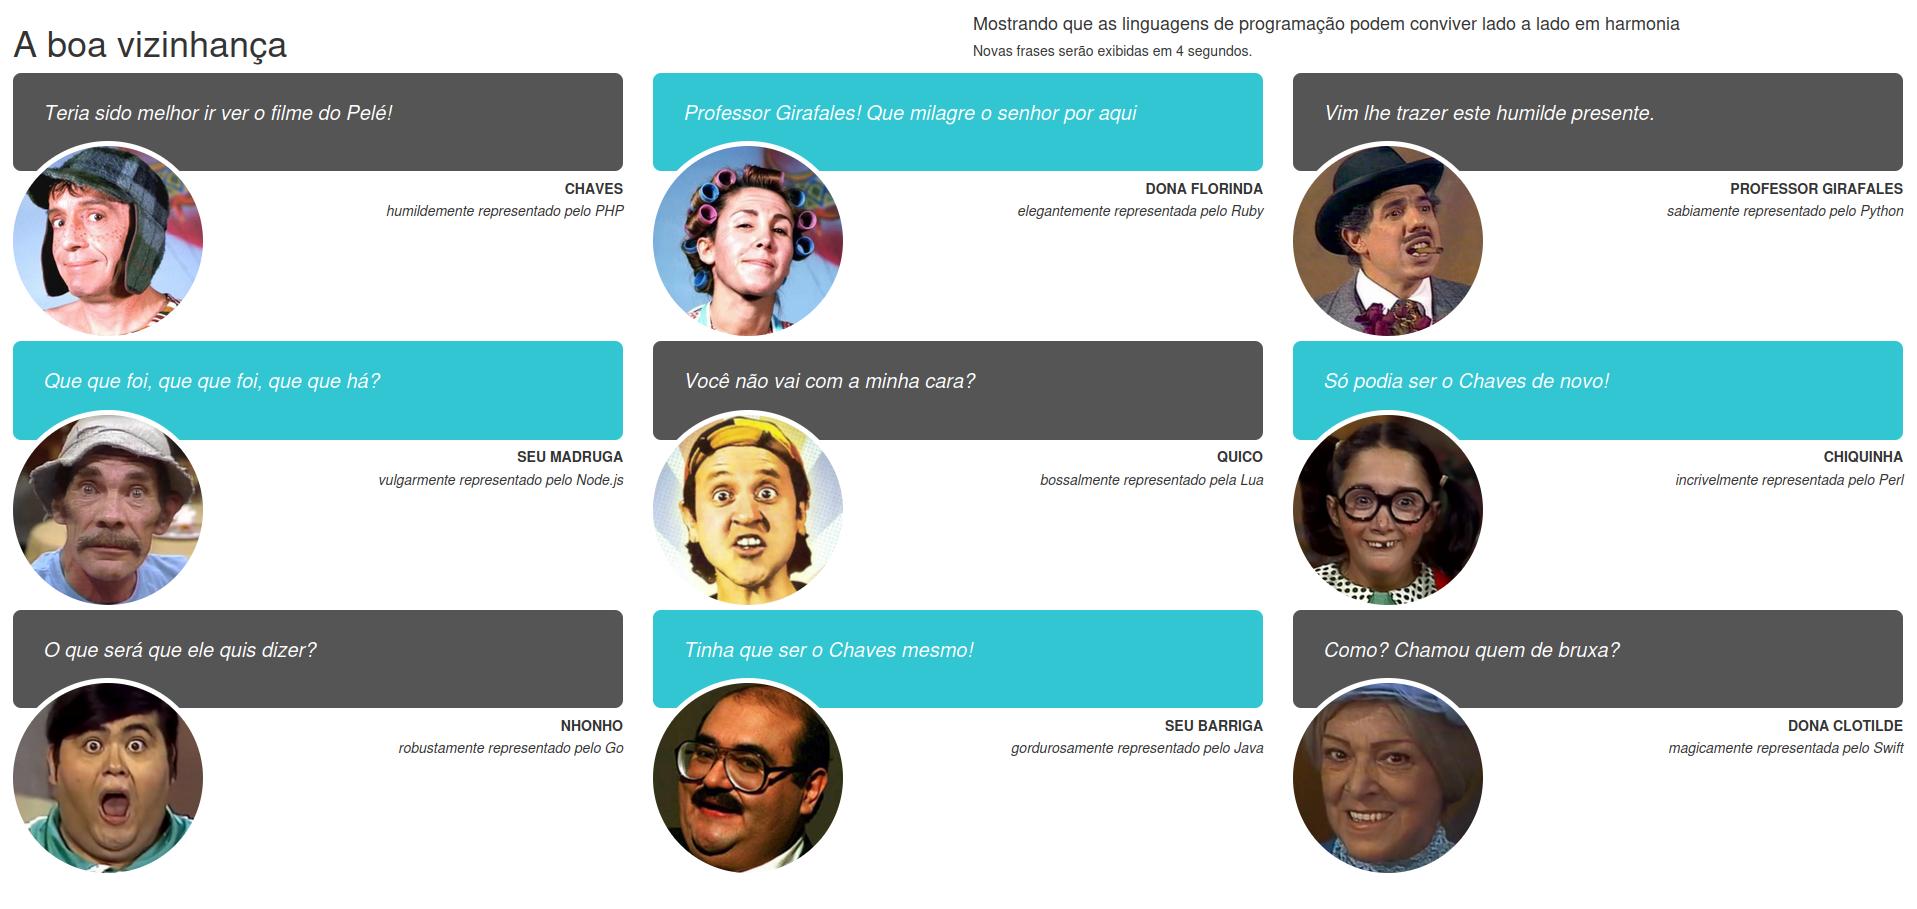 A boa vizinhança
Mostrando que as linguagens de programação podem conviver lado a lado em harmonia
Novas frases serão exibidas em 4 segundos.
Teria sido melhor ir ver o filme do Pelé!
CHAVES
humildemente representado pelo PHP
Professor Girafales! Que milagre o senhor por aqui
DONA FLORINDA
elegantemente representada pelo Ruby
Vim lhe trazer este humilde presente.
PROFESSOR GIRAFALES
sabiamente representado pelo Python
Que que foi, que que foi, que que há?
SEU MADRUGA
vulgarmente representado pelo Node.js
Você não vai com a minha cara?
QUICO
bossalmente representado pela Lua
Só podia ser o Chaves de novo!
CHIQUINHA
incrivelmente representada pelo Perl
O que será que ele quis dizer?
NHONHO
robustamente representado pelo Go
Tinha que ser o Chaves mesmo!
SEU BARRIGA
gordurosamente representado pelo Java
Como? Chamou quem de bruxa?
DONA CLOTILDE
magicamente representada pelo Swift